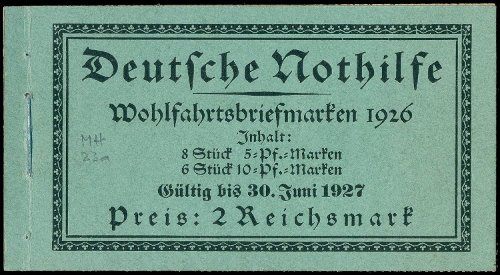 Deutsche Nothilfe
Wohlfahrtsbriefmarken 1926
Inhalt:
8 Stück 5=Pf.=Marken
6 Stück 10=Pf.=Marken
Gültig bis 30. Juni 1927
Preis: 2 Reichsmark
MH